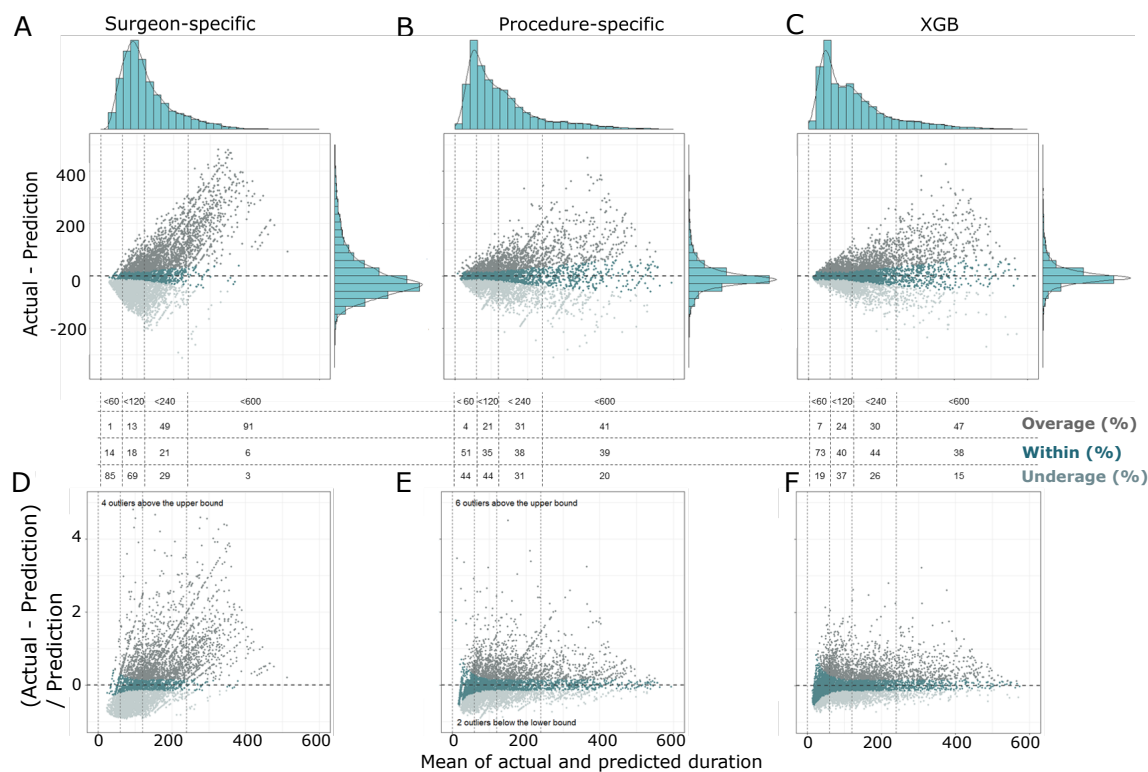 A Surgeon-specific B Procedure-specific C XGB
Actual - Prediction
400
200
0
-200
<60 <120 <240 <600 < 60 <120 < 240 <600 <60 <120 <240 <600
1 13 49 91 4 21 31 41 7 24 30 47 Overage (%)
14 18 21 6 51 35 38 39 73 40 44 38 Within (%)
85 69 29 3 44 44 31 20 19 37 26 15 Underage (%)
D E F
4 outliers above the upper bound 6 outliers above the upper bound
(Actual - Prediction)
/ Prediction
4
2
0
2 outliers below the lower bound
0 200 400 600 0 200 400 600 0 200 400 600
Mean of actual and predicted duration